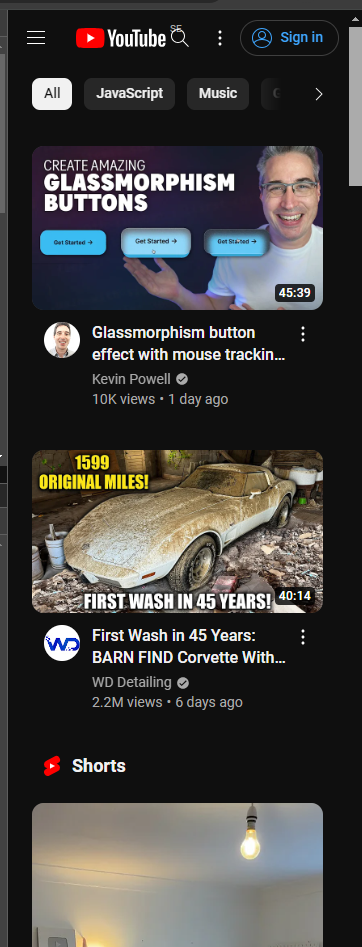 YouTube SE
Sign in
All
JavaScript
Music
CREATE AMAZING
GLASSMORPHISM
BUTTONS
Get Started →
Get Started →
Get Started →
45:39
Glassmorphism button
effect with mouse trackin…
Kevin Powell
10K views • 1 day ago
1599
ORIGINAL MILES!
FIRST WASH IN 45 YEARS!
40:14
WD
First Wash in 45 Years:
BARN FIND Corvette With…
WD Detailing
2.2M views • 6 days ago
Shorts